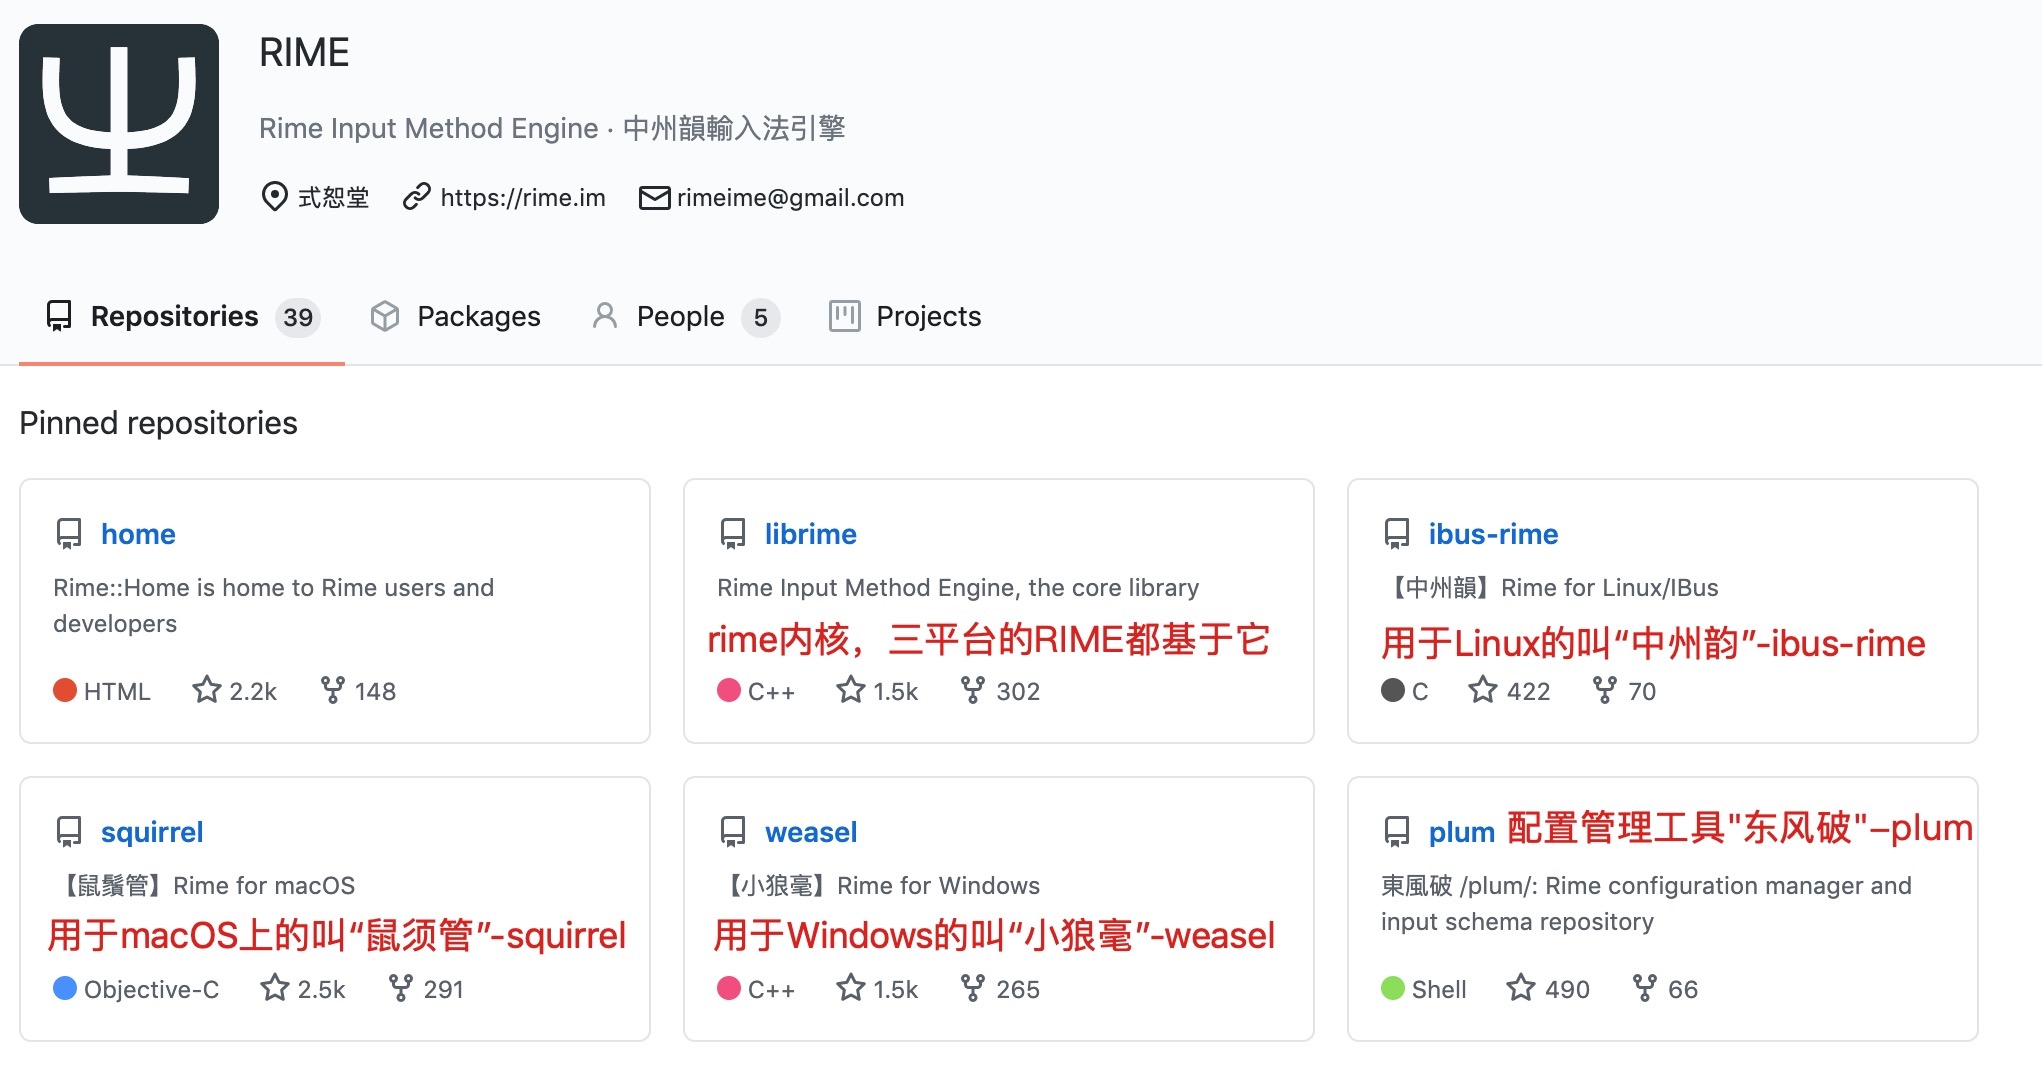 RIME
Rime Input Method Engine · 中州韻輸入法引擎
式恕堂 https://rime.im rimeime@gmail.com
Repositories 39 Packages People 5 Projects
Pinned repositories
home
Rime::Home is home to Rime users and
developers
HTML 2.2k 148
librime
Rime Input Method Engine, the core library
rime内核，三平台的RIME都基于它
C++ 1.5k 302
ibus-rime
【中州韻】Rime for Linux/IBus
用于Linux的叫“中州韵”-ibus-rime
C 422 70
squirrel
【鼠鬚管】Rime for macOS
用于macOS上的叫“鼠须管”-squirrel
Objective-C 2.5k 291
weasel
【小狼毫】Rime for Windows
用于Windows的叫“小狼毫”-weasel
C++ 1.5k 265
plum 配置管理工具"东风破"–plum
東風破 /plum/: Rime configuration manager and
input schema repository
Shell 490 66